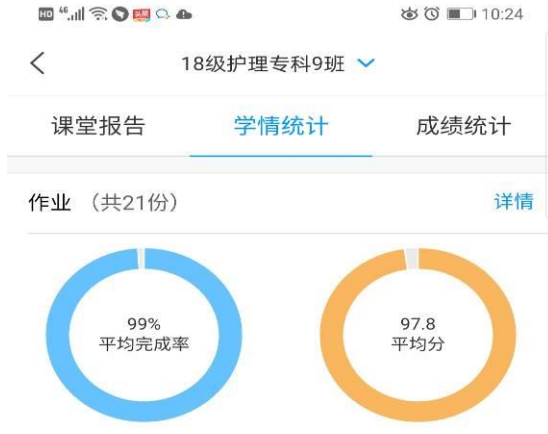 HD 46 10:24
18级护理专科9班
课堂报告 学情统计 成绩统计
作业 （共21份） 详情
99% 97.8
平均完成率 平均分